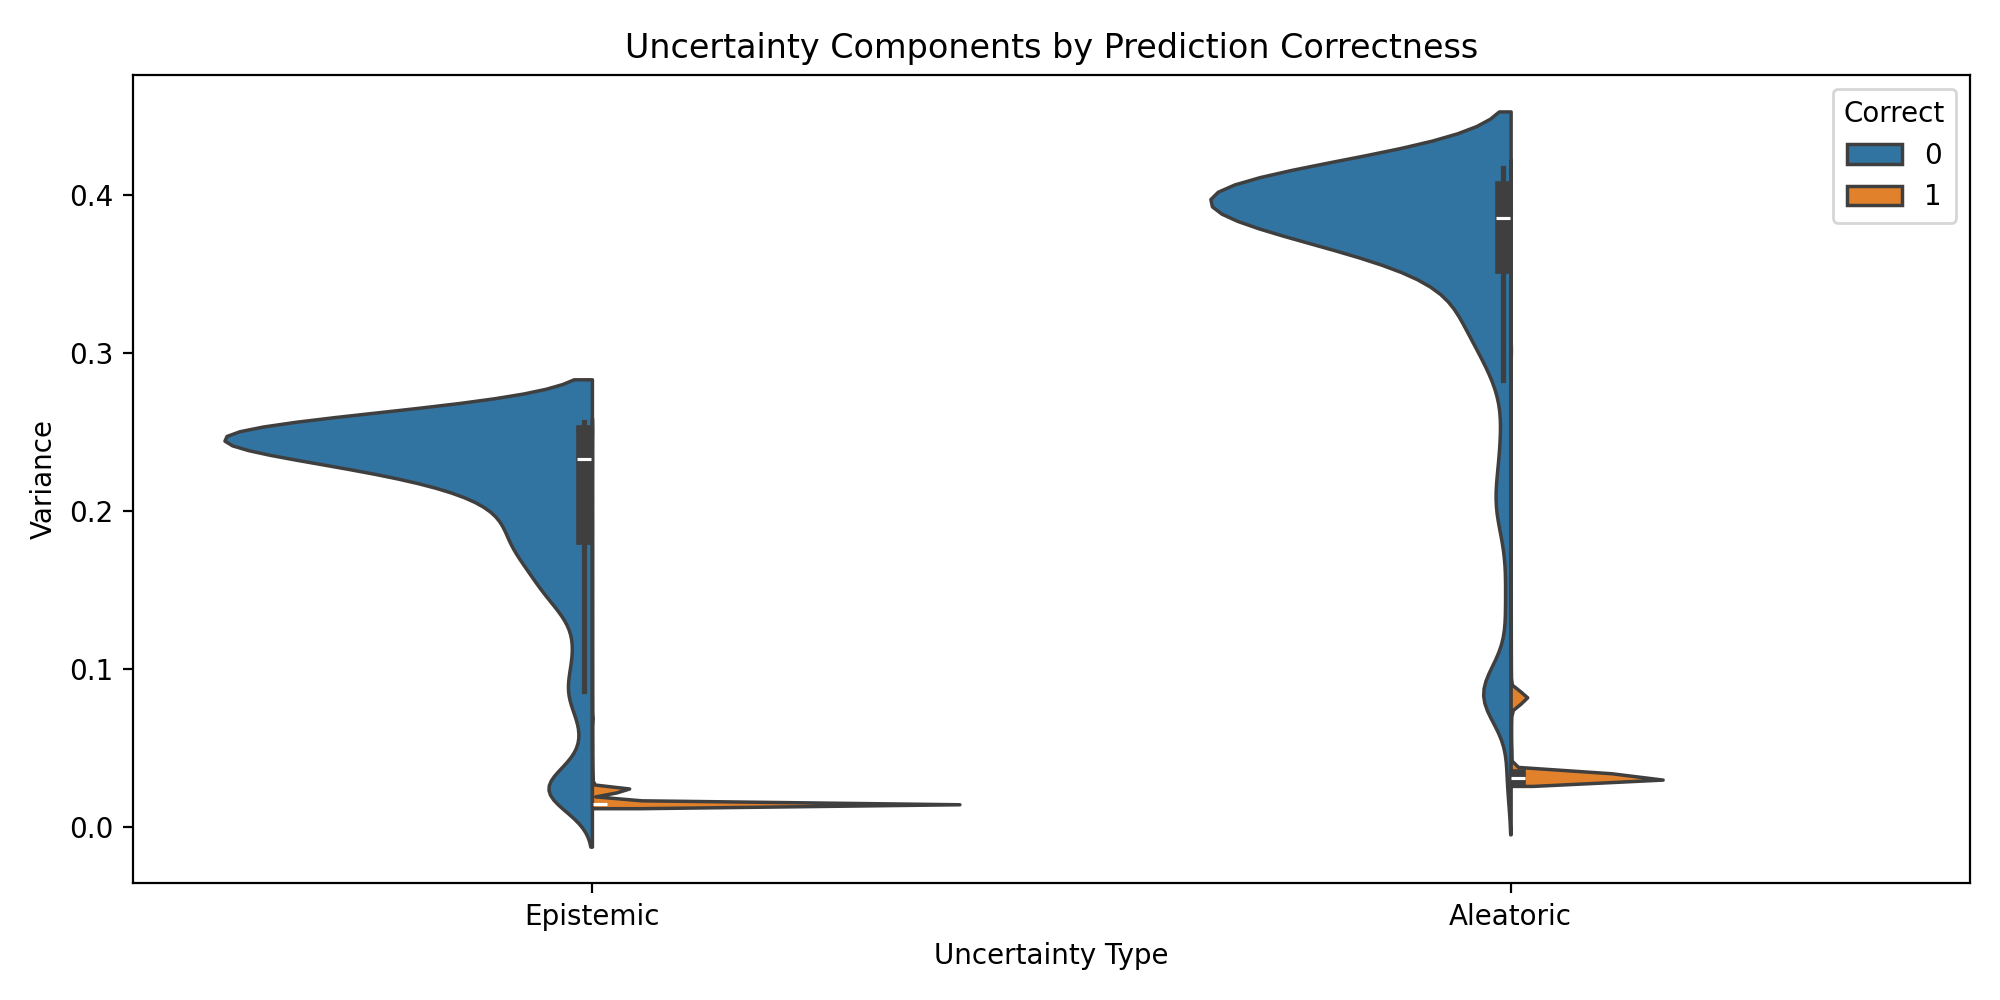 Uncertainty Components by Prediction Correctness
Correct
0
1
0.4
0.3
0.2
0.1
0.0
Variance
Epistemic
Aleatoric
Uncertainty Type